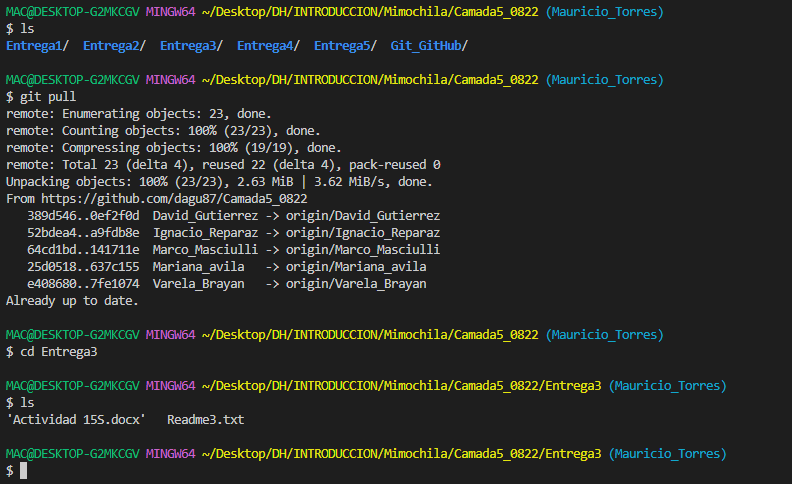 MAC@DESKTOP-G2MKCGV MINGW64 ~/Desktop/DH/INTRODUCCION/Mimochila/Camada5_0822 (Mauricio_Torres)
$ ls
Entrega1/  Entrega2/  Entrega3/  Entrega4/  Entrega5/  Git_GitHub/
MAC@DESKTOP-G2MKCGV MINGW64 ~/Desktop/DH/INTRODUCCION/Mimochila/Camada5_0822 (Mauricio_Torres)
$ git pull
remote: Enumerating objects: 23, done.
remote: Counting objects: 100% (23/23), done.
remote: Compressing objects: 100% (19/19), done.
remote: Total 23 (delta 4), reused 22 (delta 4), pack-reused 0
Unpacking objects: 100% (23/23), 2.63 MiB | 3.62 MiB/s, done.
From https://github.com/dagu87/Camada5_0822
   389d546..0ef2f0d  David_Gutierrez -> origin/David_Gutierrez
   52bdea4..a9fdb8e  Ignacio_Reparaz -> origin/Ignacio_Reparaz
   64cd1bd..141711e  Marco_Masciulli -> origin/Marco_Masciulli
   25d0518..637c155  Mariana_avila   -> origin/Mariana_avila
   e408680..7fe1074  Varela_Brayan   -> origin/Varela_Brayan
Already up to date.
MAC@DESKTOP-G2MKCGV MINGW64 ~/Desktop/DH/INTRODUCCION/Mimochila/Camada5_0822 (Mauricio_Torres)
$ cd Entrega3
MAC@DESKTOP-G2MKCGV MINGW64 ~/Desktop/DH/INTRODUCCION/Mimochila/Camada5_0822/Entrega3 (Mauricio_Torres)
$ ls
'Actividad 15S.docx'   Readme3.txt
MAC@DESKTOP-G2MKCGV MINGW64 ~/Desktop/DH/INTRODUCCION/Mimochila/Camada5_0822/Entrega3 (Mauricio_Torres)
$